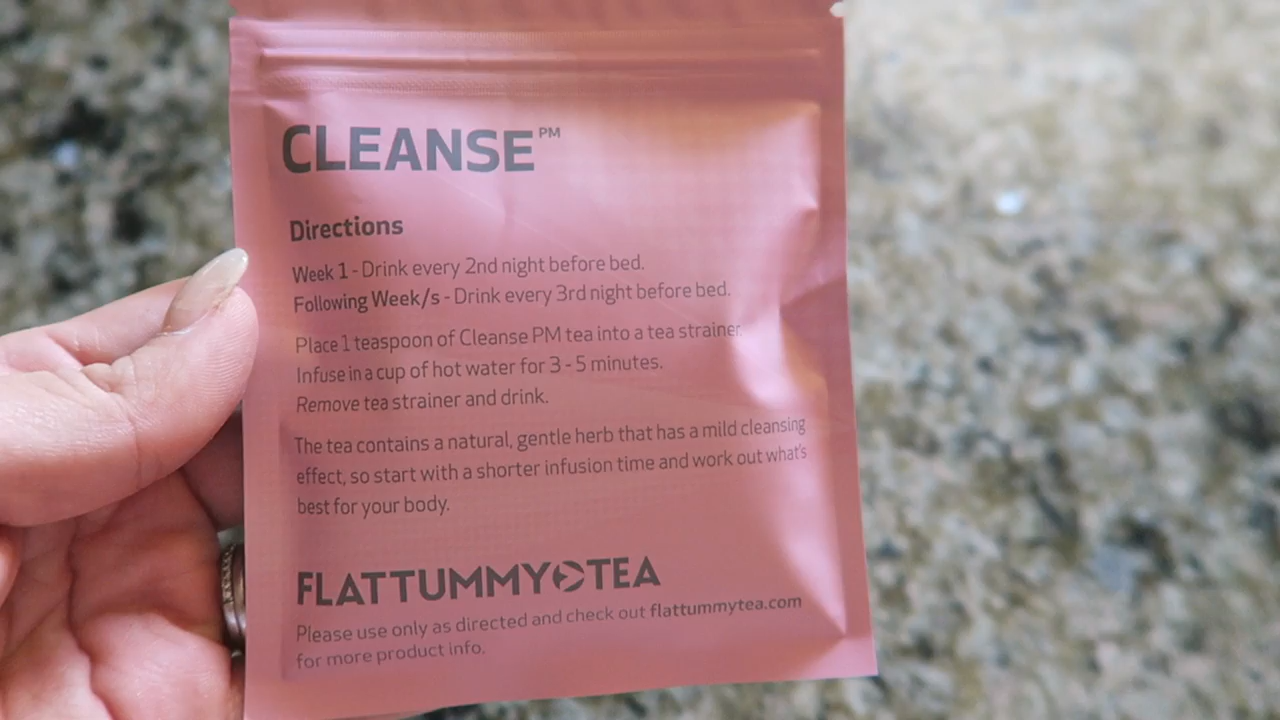 CLEANSE PM
Directions
Week 1 - Drink every 2nd night before bed.
Following Week/s - Drink every 3rd night before bed.
Place 1 teaspoon of Cleanse PM tea into a tea strainer.
Infuse in a cup of hot water for 3 - 5 minutes.
Remove tea strainer and drink.
The tea contains a natural, gentle herb that has a mild cleansing
effect, so start with a shorter infusion time and work out what's
best for your body.
FLATTUMMY TEA
Please use only as directed and check out flattummytea.com
for more product info.